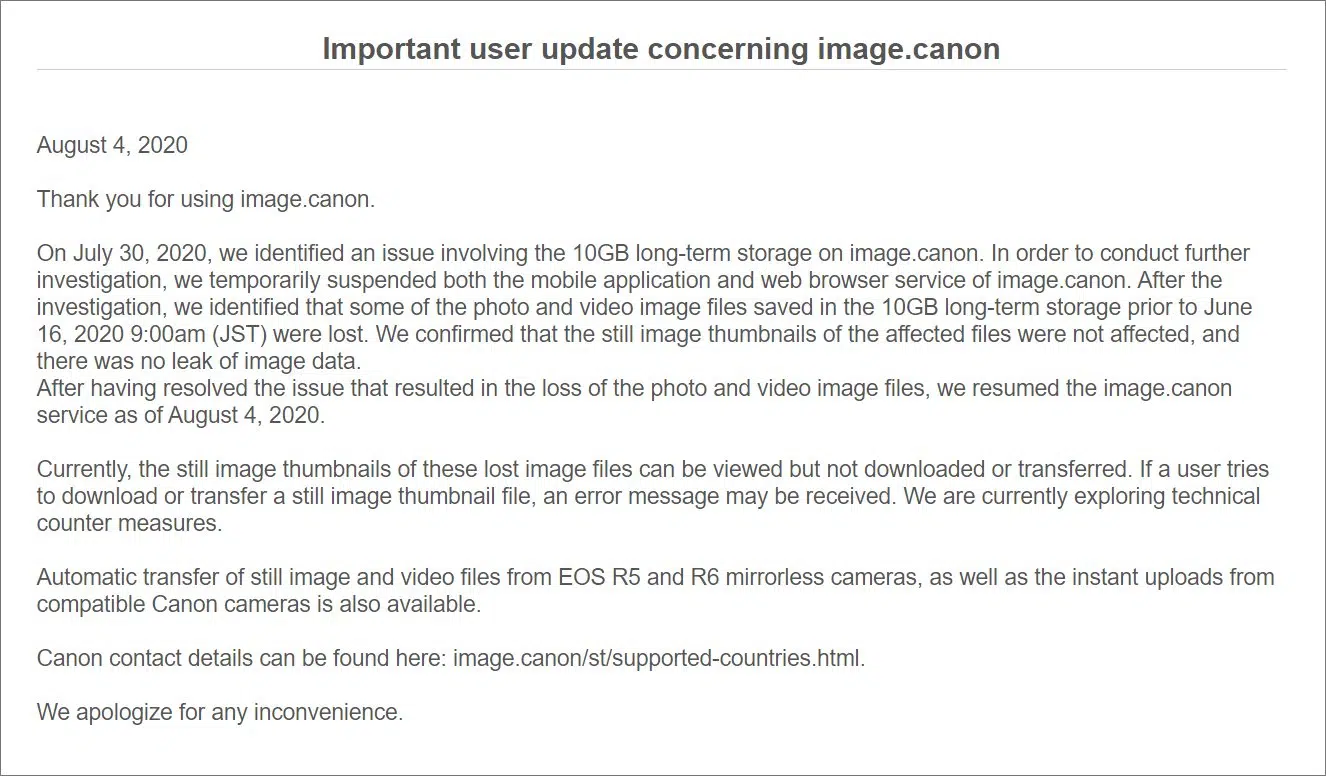 Important user update concerning image.canon
August 4, 2020
Thank you for using image.canon.
On July 30, 2020, we identified an issue involving the 10GB long-term storage on image.canon. In order to conduct further
investigation, we temporarily suspended both the mobile application and web browser service of image.canon. After the
investigation, we identified that some of the photo and video image files saved in the 10GB long-term storage prior to June
16, 2020 9:00am (JST) were lost. We confirmed that the still image thumbnails of the affected files were not affected, and
there was no leak of image data.
After having resolved the issue that resulted in the loss of the photo and video image files, we resumed the image.canon
service as of August 4, 2020.
Currently, the still image thumbnails of these lost image files can be viewed but not downloaded or transferred. If a user tries
to download or transfer a still image thumbnail file, an error message may be received. We are currently exploring technical
counter measures.
Automatic transfer of still image and video files from EOS R5 and R6 mirrorless cameras, as well as the instant uploads from
compatible Canon cameras is also available.
Canon contact details can be found here: image.canon/st/supported-countries.html.
We apologize for any inconvenience.